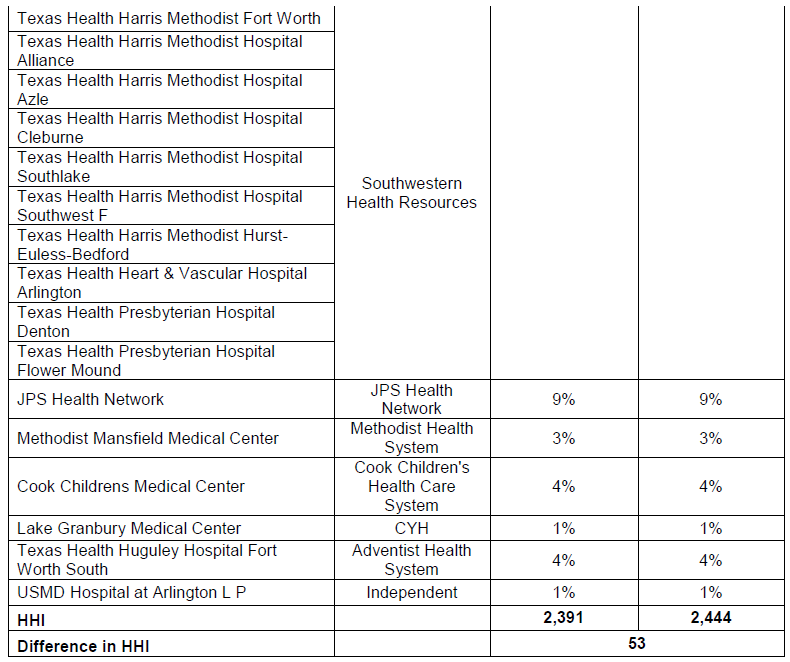 Texas Health Harris Methodist Fort Worth
Texas Health Harris Methodist Hospital
Alliance
Texas Health Harris Methodist Hospital
Azle
Texas Health Harris Methodist Hospital
Cleburne
Texas Health Harris Methodist Hospital
Southlake
Texas Health Harris Methodist Hospital
Southwest F
Texas Health Harris Methodist Hurst-
Euless-Bedford
Texas Health Heart & Vascular Hospital
Arlington
Texas Health Presbyterian Hospital
Denton
Texas Health Presbyterian Hospital
Flower Mound
Southwestern
Health Resources
JPS Health Network
JPS Health
Network
9%
9%
Methodist Mansfield Medical Center
Methodist Health
System
3%
3%
Cook Childrens Medical Center
Cook Children's
Health Care
System
4%
4%
Lake Granbury Medical Center
CYH
1%
1%
Texas Health Huguley Hospital Fort
Worth South
Adventist Health
System
4%
4%
USMD Hospital at Arlington L P
Independent
1%
1%
HHI
2,391
2,444
Difference in HHI
53